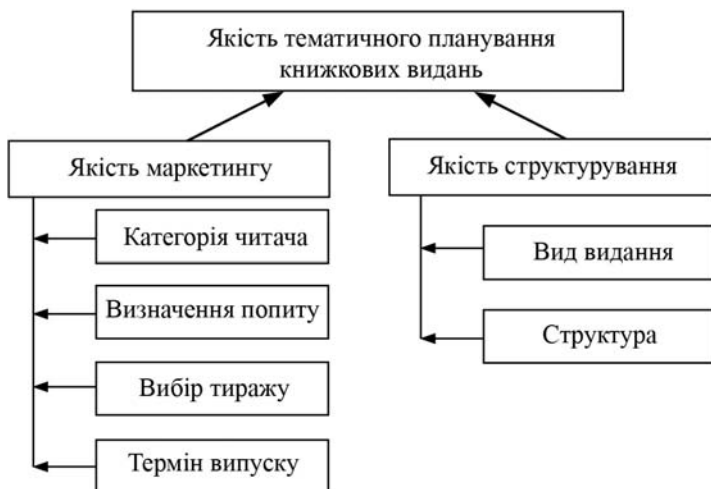 Якість тематичного планування
книжкових видань
Якість маркетингу
Категорія читача
Визначення попиту
Вибір тиражу
Термін випуску
Якість структурування
Вид видання
Структура